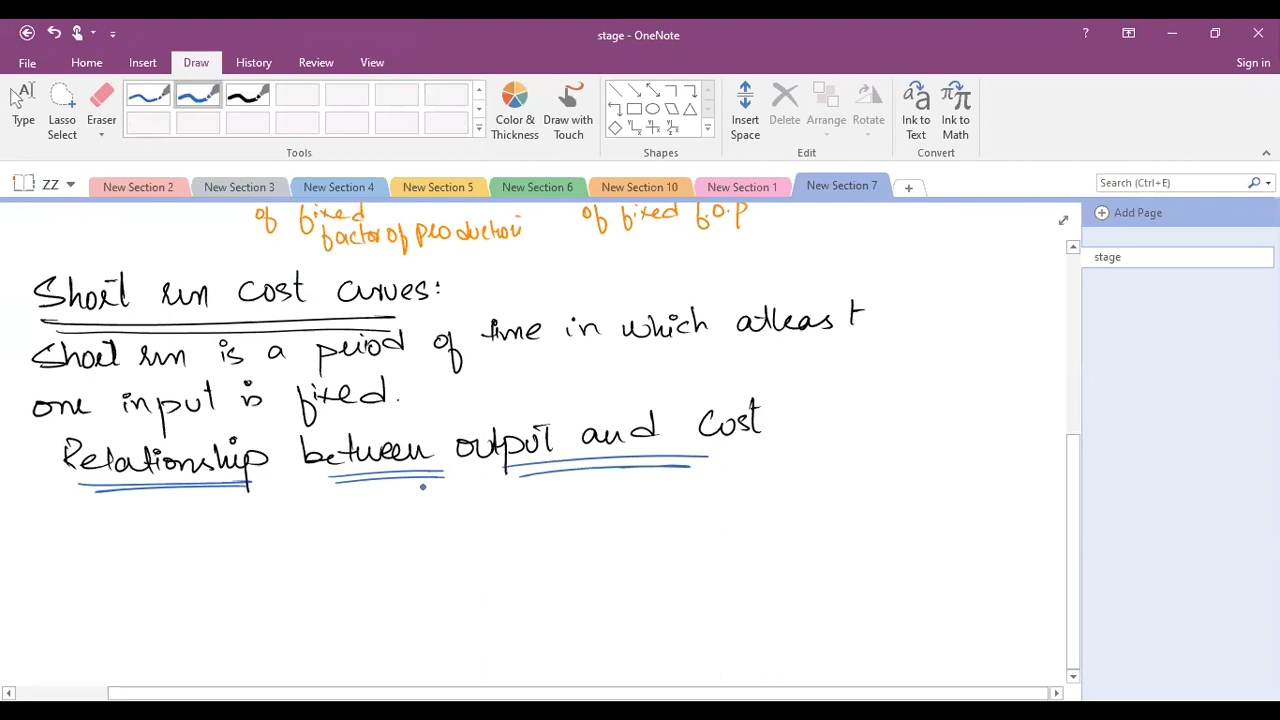 stage - OneNote
?
File
Home
Insert
Draw
History
Review
View
Sign in
Type
Lasso Select
Eraser
Color & Thickness
Draw with Touch
Insert Space
Delete
Arrange
Rotate
Ink to Text
Ink to Math
Tools
Shapes
Edit
Convert
ZZ
New Section 2
New Section 3
New Section 4
New Section 5
New Section 6
New Section 10
New Section 1
New Section 7
Search (Ctrl+E)
Add Page
stage
of fixed
factor of production
of fixed f.o.p
Short run cost curves:
Short run is a period of time in which atleast
one input is fixed.
Relationship between output and cost